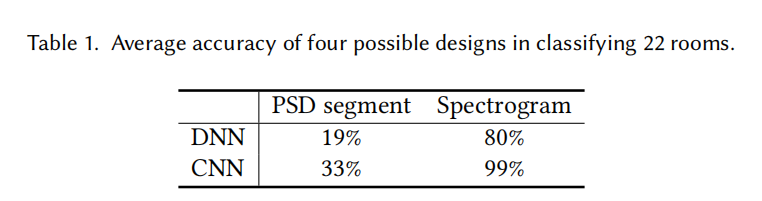 Table 1. Average accuracy of four possible designs in classifying 22 rooms.
PSD segment Spectrogram
DNN 19% 80%
CNN 33% 99%